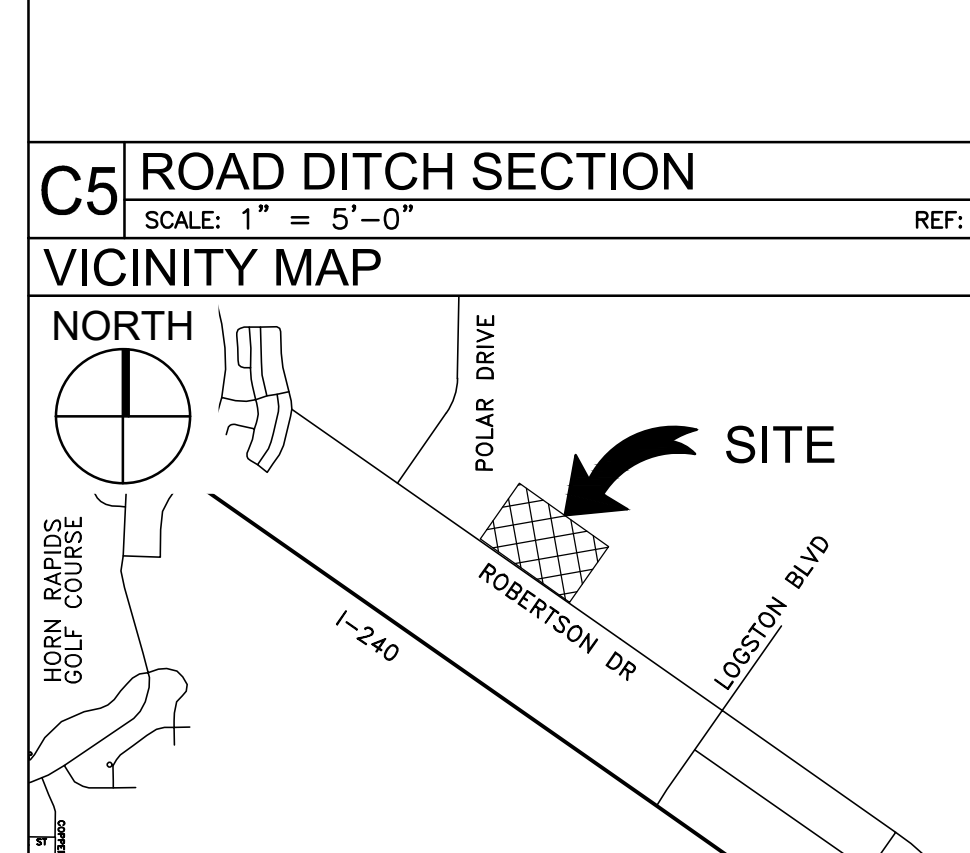 C5
ROAD DITCH SECTION
SCALE: 1" = 5'-0"
REF:
VICINITY MAP
NORTH
POLAR DRIVE
SITE
HORN RAPIDS
GOLF COURSE
ROBERTSON DR
LOGSTON BLVD
I-240
ST